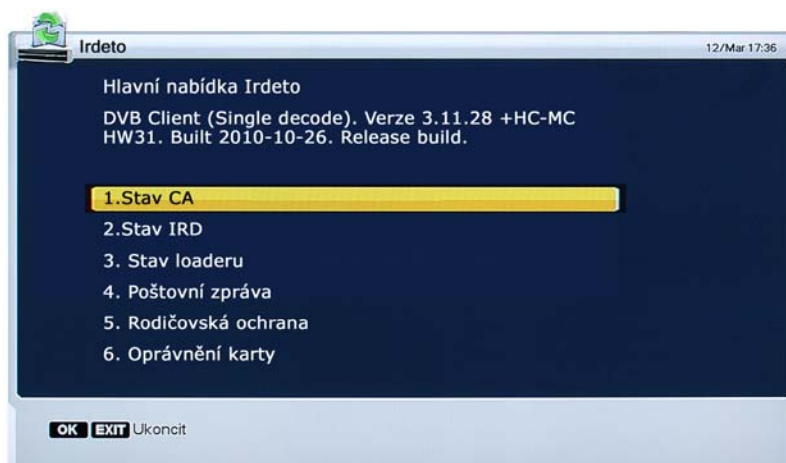 Irdeto
12/Mar 17:36
Hlavní nabídka Irdeto
DVB Client (Single decode). Verze 3.11.28 +HC-MC
HW31. Built 2010-10-26. Release build.
1.Stav CA
2.Stav IRD
3. Stav loaderu
4. Poštovní zpráva
5. Rodičovská ochrana
6. Oprávnění karty
OK EXIT Ukoncit